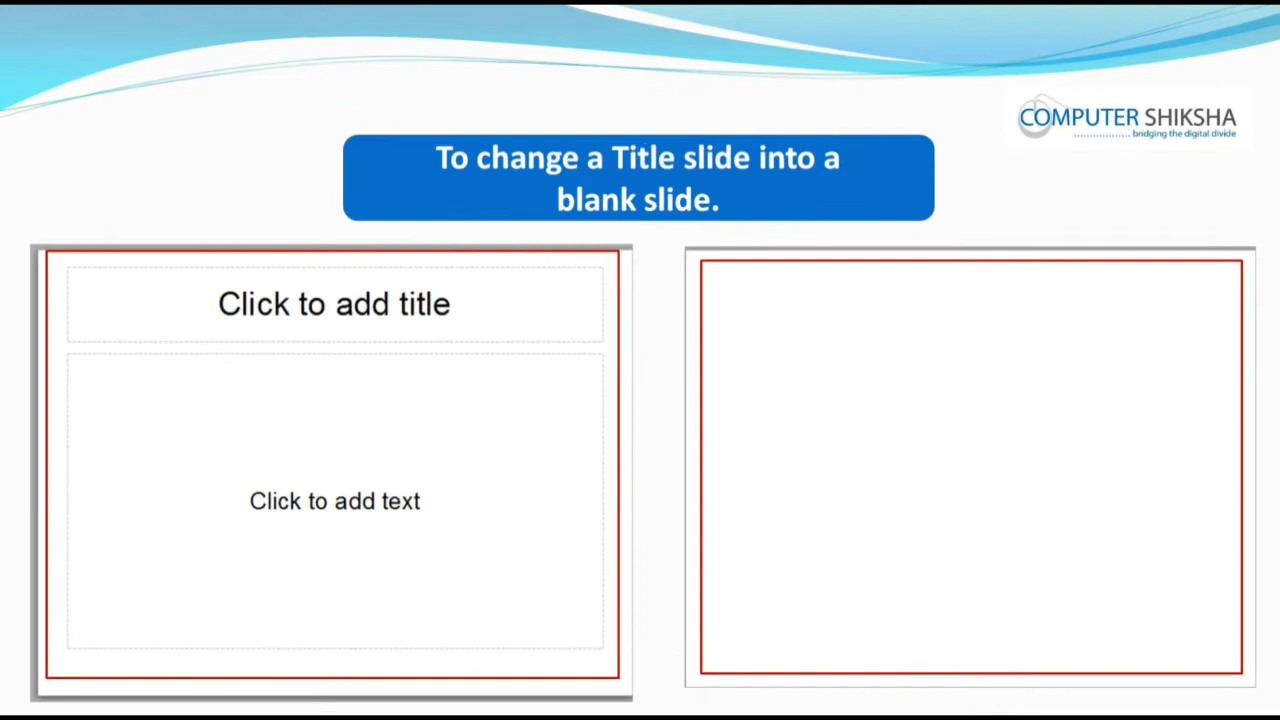 COMPUTER SHIKSHA
bridging the digital divide
To change a Title slide into a
blank slide.
Click to add title
Click to add text